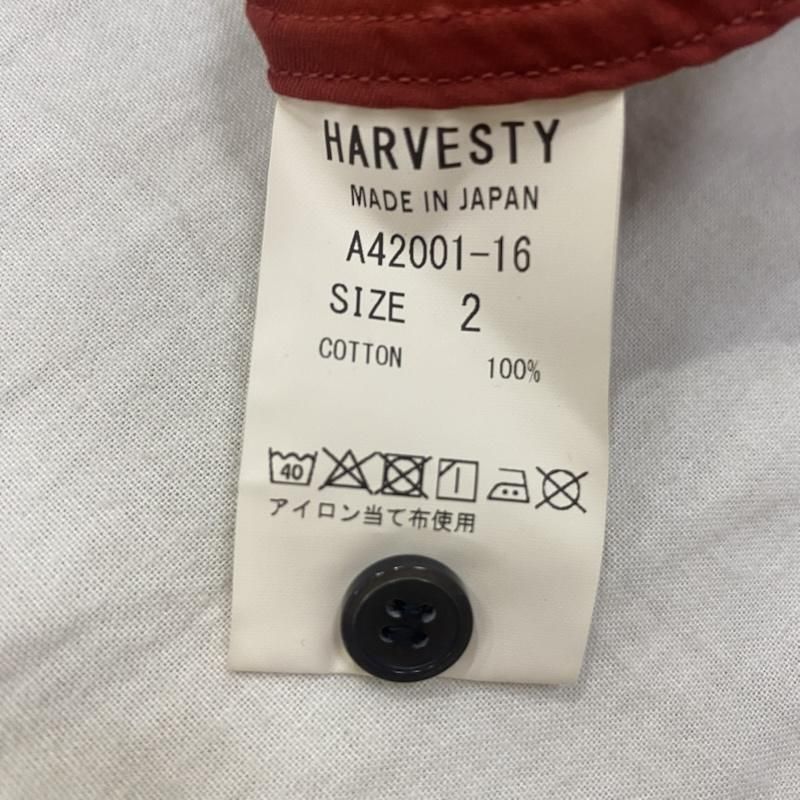 HARVESTY
MADE IN JAPAN
A42001-16
SIZE 2
COTTON 100%
40
アイロン当て布使用